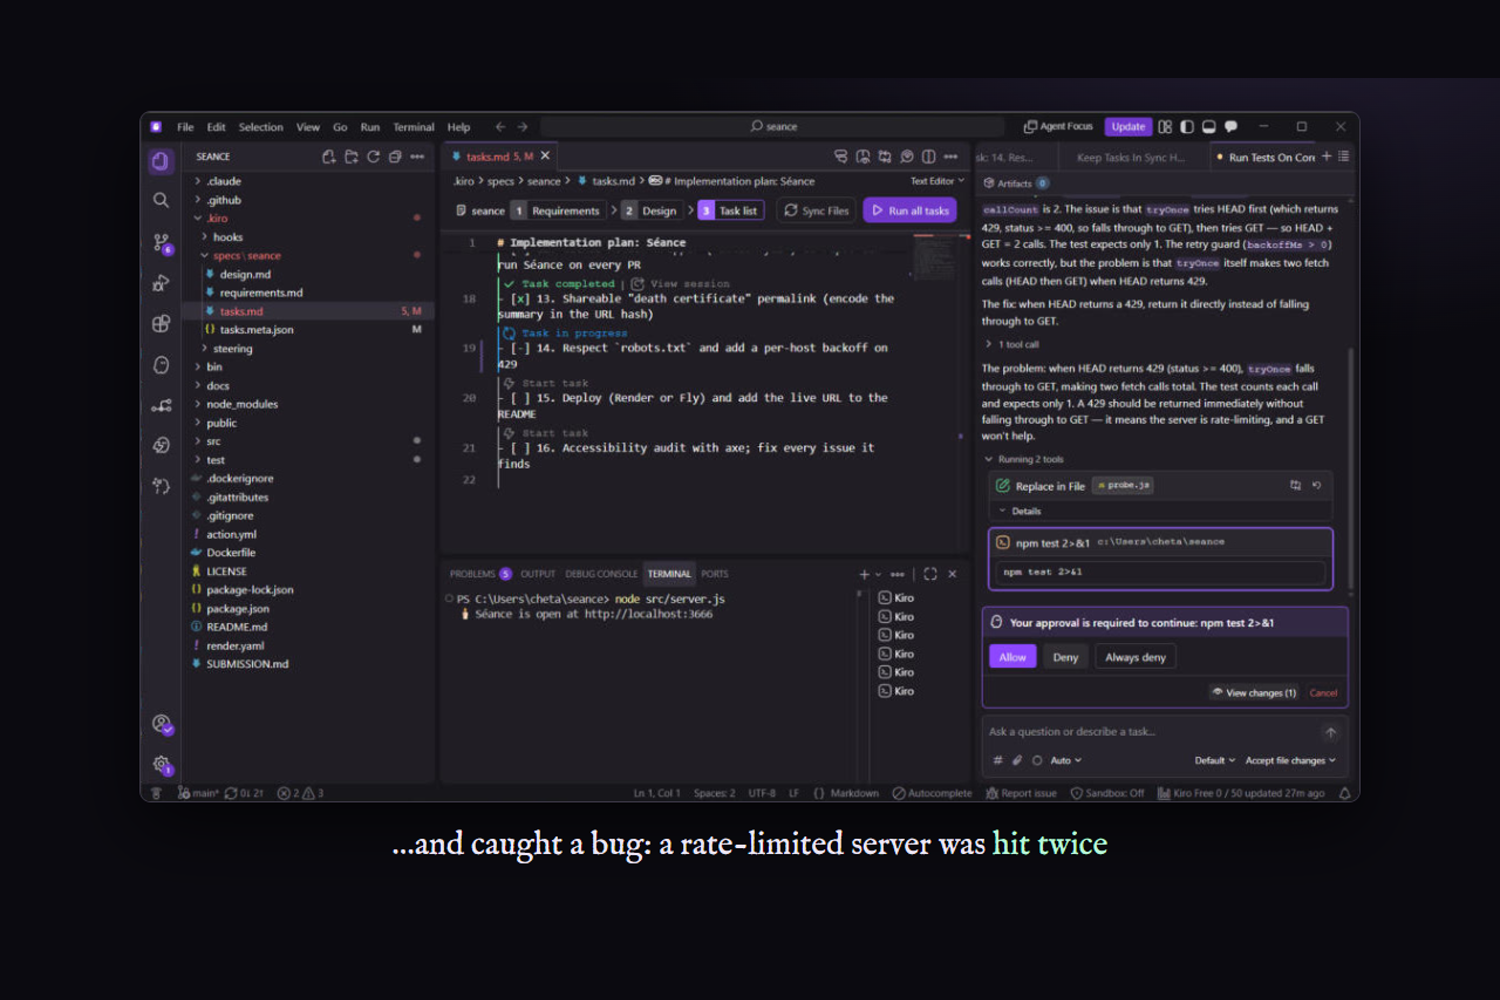 File Edit Selection View Go Run Terminal Help
seance
Agent Focus
Update
SEANCE
.claude
.github
.kiro
hooks
specs \ seance
design.md
requirements.md
tasks.md 5, M
tasks.meta.json M
steering
bin
docs
node_modules
public
src
test
.dockerignore
.gitattributes
.gitignore
action.yml
Dockerfile
LICENSE
package-lock.json
package.json
README.md
render.yaml
SUBMISSION.md
tasks.md 5, M
.kiro > specs > seance > tasks.md > # Implementation plan: Séance
Text Editor
seance 1 Requirements > 2 Design > 3 Task list
Sync Files
Run all tasks
1 # Implementation plan: Séance
run Séance on every PR
Task completed | View session
18 - [x] 13. Shareable "death certificate" permalink (encode the
summary in the URL hash)
Task in progress
19 - [-] 14. Respect `robots.txt` and add a per-host backoff on
429
Start task
20 - [ ] 15. Deploy (Render or Fly) and add the live URL to the
README
Start task
21 - [ ] 16. Accessibility audit with axe; fix every issue it
finds
22
PROBLEMS 5 OUTPUT DEBUG CONSOLE TERMINAL PORTS
PS C:\Users\cheta\seance> node src/server.js
Séance is open at http://localhost:3666
Kiro
Kiro
Kiro
Kiro
Kiro
Kiro
sk: 14. Res...
Keep Tasks In Sync H...
Run Tests On Con
Artifacts 0
callCount is 2. The issue is that tryOnce tries HEAD first (which returns
429, status >= 400, so falls through to GET), then tries GET — so HEAD +
GET = 2 calls. The test expects only 1. The retry guard (backoffMs > 0)
works correctly, but the problem is that tryOnce itself makes two fetch
calls (HEAD then GET) when HEAD returns 429.
The fix: when HEAD returns a 429, return it directly instead of falling
through to GET.
1 tool call
The problem: when HEAD returns 429 (status >= 400), tryOnce falls
through to GET, making two fetch calls total. The test counts each call
and expects only 1. A 429 should be returned immediately without
falling through to GET — it means the server is rate-limiting, and a GET
won't help.
Running 2 tools
Replace in File probe.js
Details
npm test 2>&1 c:\Users\cheta\seance
npm test 2>&1
Your approval is required to continue: npm test 2>&1
Allow Deny Always deny
View changes (1) Cancel
Ask a question or describe a task...
# Auto
Default
Accept file changes
main* 0↓ 2↑ 2 3
Ln 1, Col 1 Spaces: 2 UTF-8 LF {} Markdown Autocomplete Report issue Sandbox: Off Kiro Free 0 / 50 updated 27m ago
...and caught a bug: a rate-limited server was hit twice